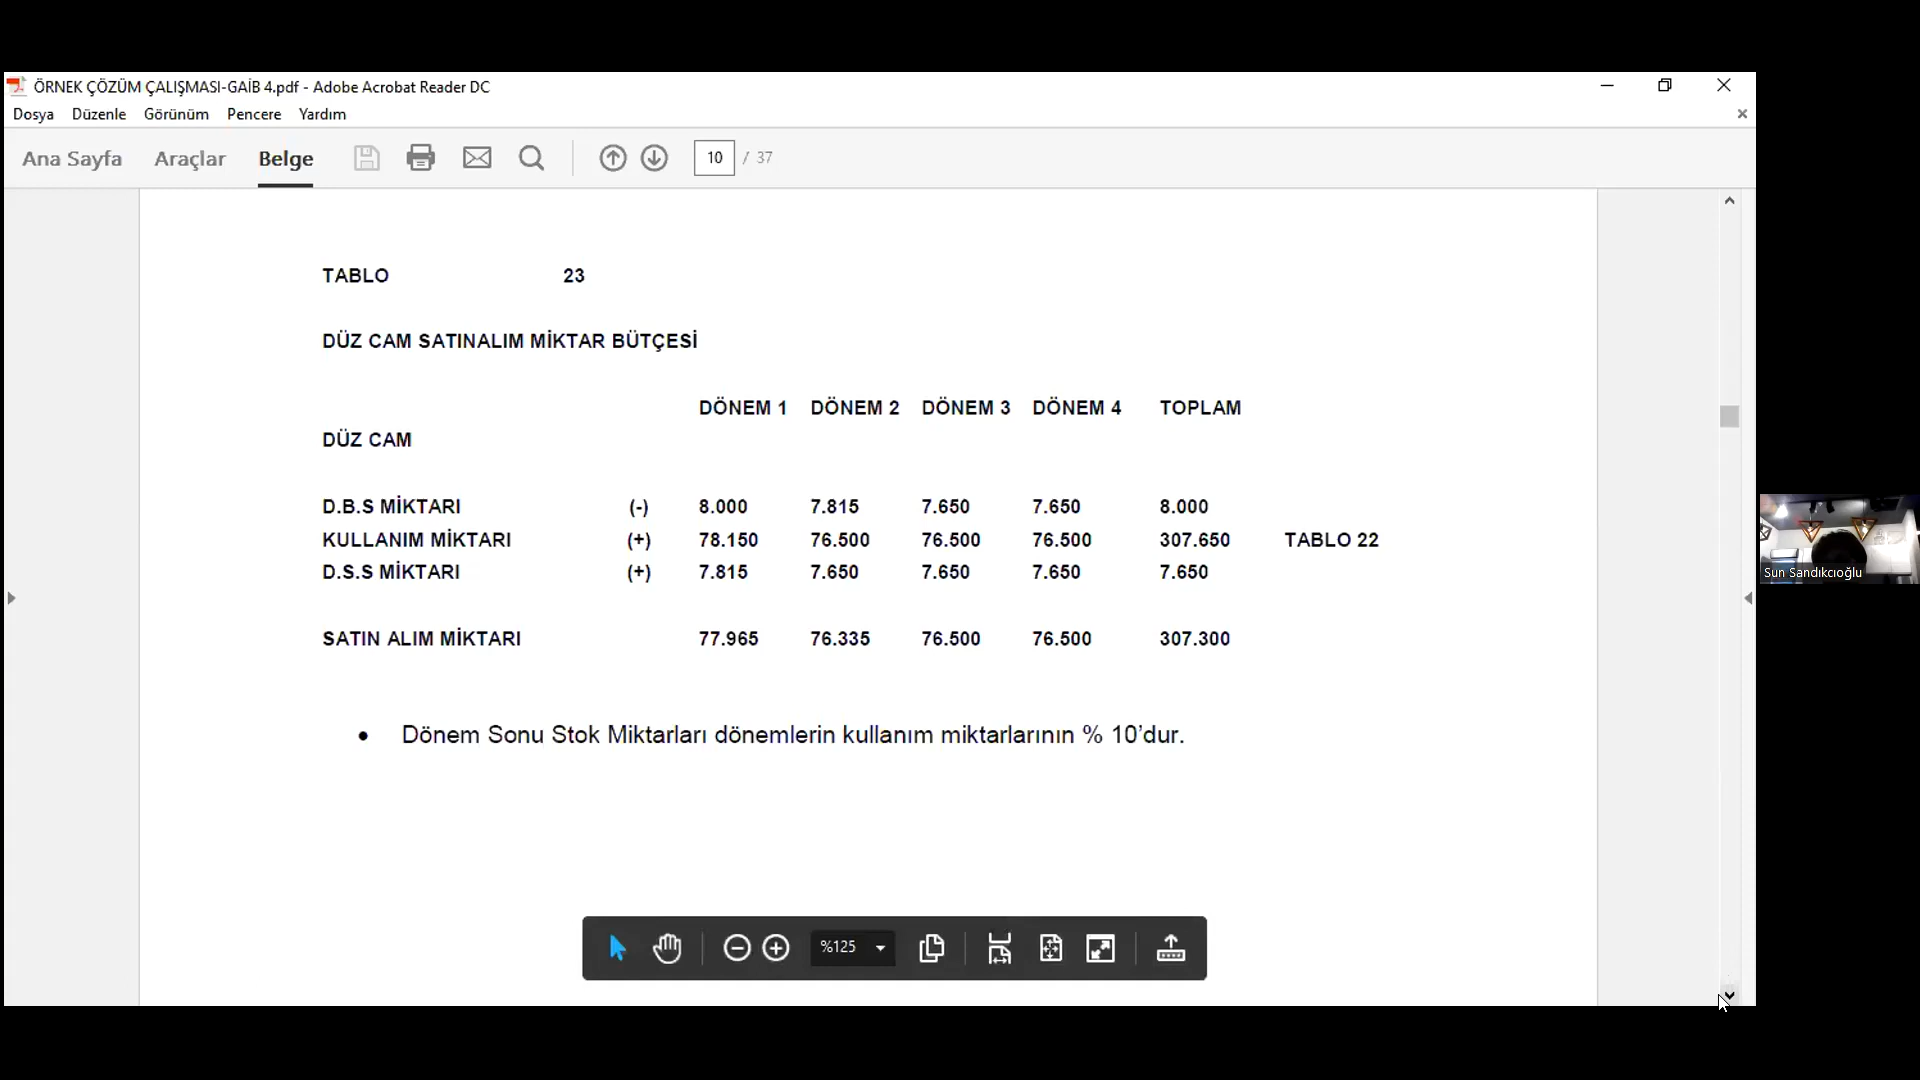 ÖRNEK ÇÖZÜM ÇALIŞMASI-GAİB 4.pdf - Adobe Acrobat Reader DC
Dosya Düzenle Görünüm Pencere Yardım
Ana Sayfa Araçlar Belge 10 / 37
TABLO 23
DÜZ CAM SATINALIM MİKTAR BÜTÇESİ
DÖNEM 1 DÖNEM 2 DÖNEM 3 DÖNEM 4 TOPLAM
DÜZ CAM
D.B.S MİKTARI (-) 8.000 7.815 7.650 7.650 8.000
KULLANIM MİKTARI (+) 78.150 76.500 76.500 76.500 307.650 TABLO 22
D.S.S MİKTARI (+) 7.815 7.650 7.650 7.650 7.650
SATIN ALIM MİKTARI 77.965 76.335 76.500 76.500 307.300
• Dönem Sonu Stok Miktarları dönemlerin kullanım miktarlarının % 10’dur.
%125
Sun Sandıkcıoğlu